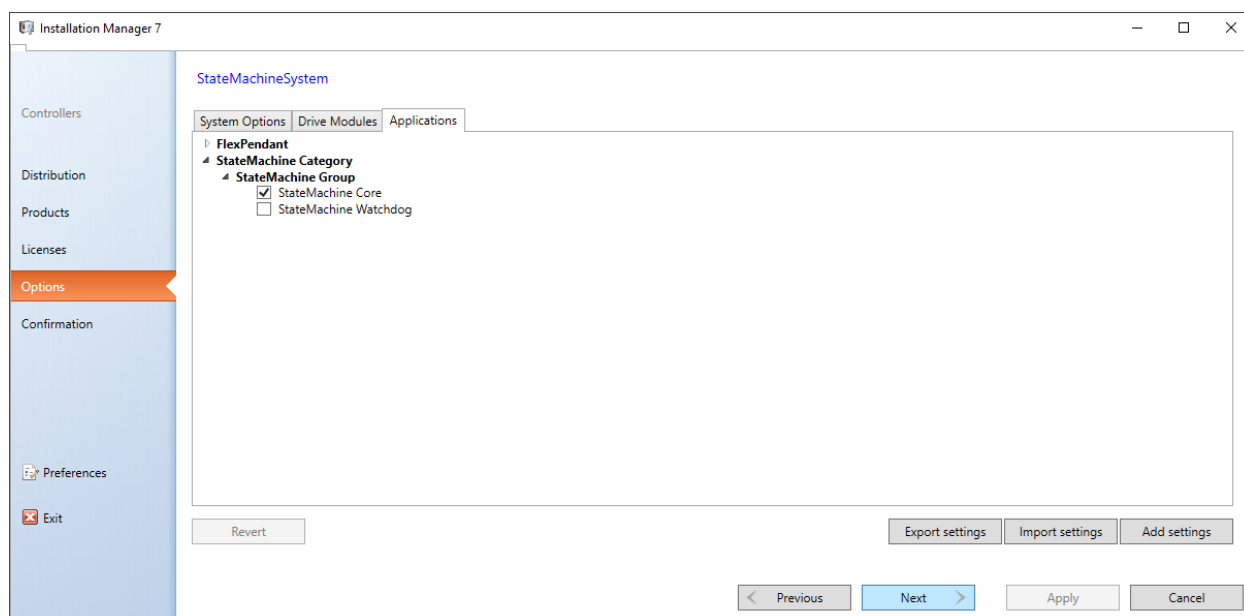 Installation Manager 7
StateMachineSystem
Controllers
Distribution
Products
Licenses
Options
Confirmation
Preferences
Exit
System Options Drive Modules Applications
FlexPendant
StateMachine Category
StateMachine Group
StateMachine Core
StateMachine Watchdog
Revert Export settings Import settings Add settings
Previous Next Apply Cancel